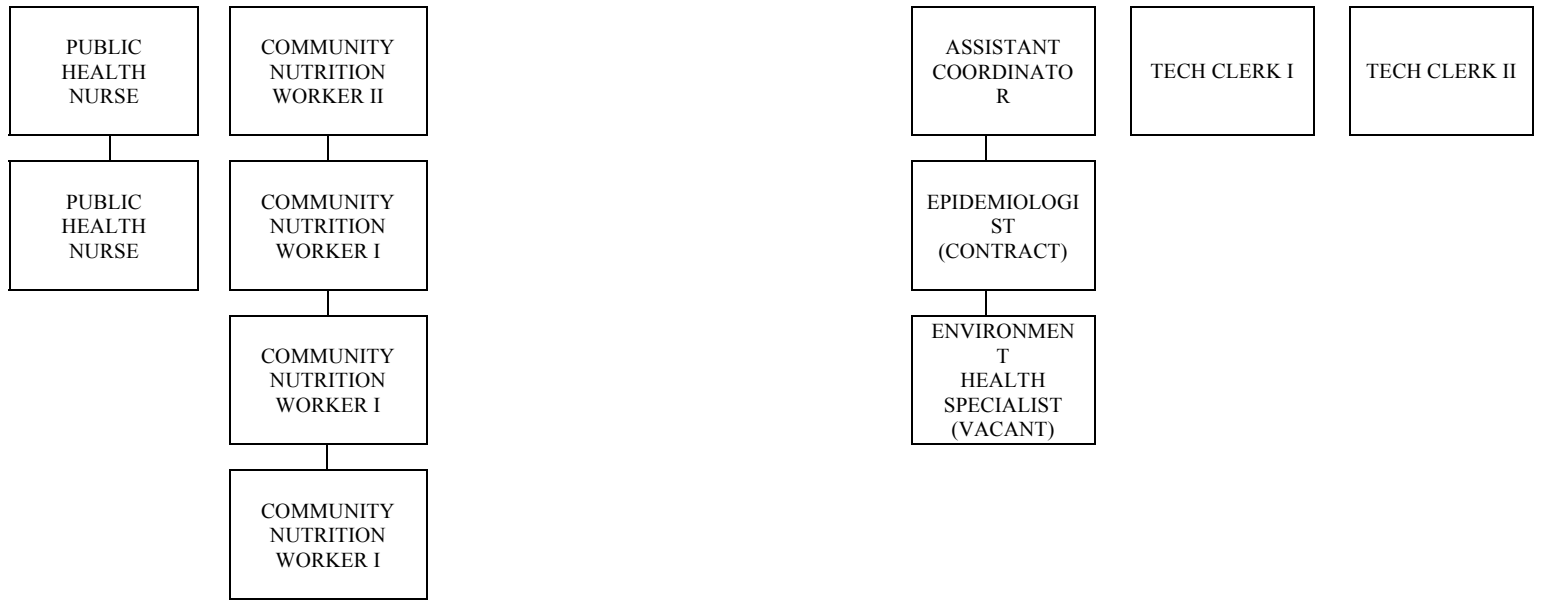 PUBLIC
HEALTH
NURSE
COMMUNITY
NUTRITION
WORKER II
ASSISTANT
COORDINATO
R
TECH CLERK I
TECH CLERK II
PUBLIC
HEALTH
NURSE
COMMUNITY
NUTRITION
WORKER I
EPIDEMIOLOGI
ST
(CONTRACT)
COMMUNITY
NUTRITION
WORKER I
ENVIRONMEN
T
HEALTH
SPECIALIST
(VACANT)
COMMUNITY
NUTRITION
WORKER I